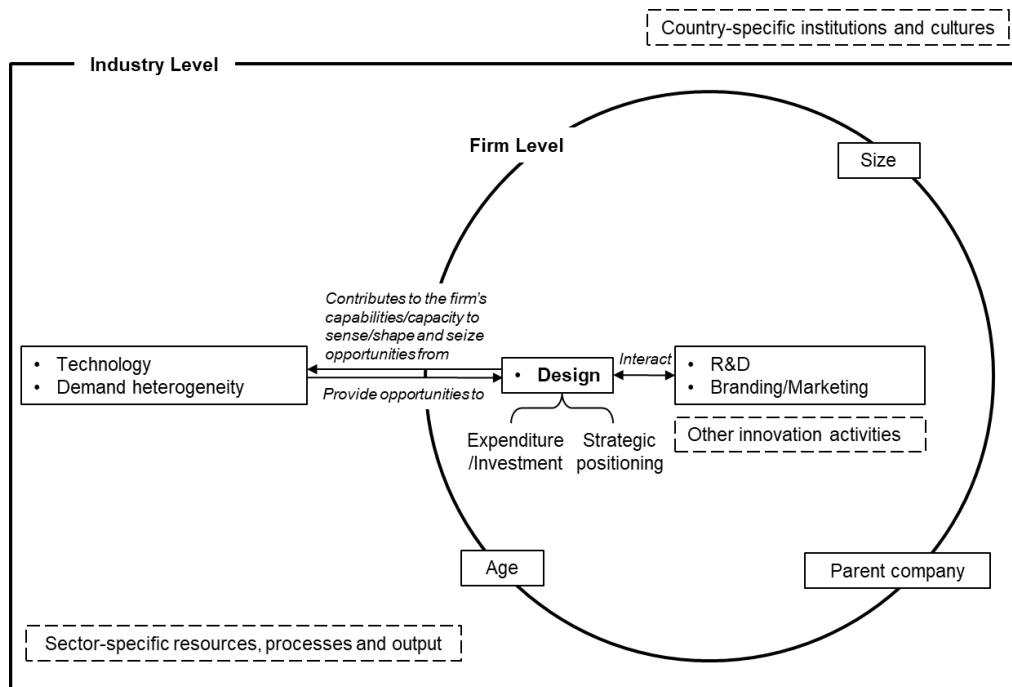 Country-specific institutions and cultures
Industry Level
Firm Level
Size
Contributes to the firm's
capabilities/capacity to
sense/shape and seize
opportunities from
• Technology
• Demand heterogeneity
Provide opportunities to
• Design
Interact
• R&D
• Branding/Marketing
Expenditure
/Investment
Strategic
positioning
Other innovation activities
Age
Parent company
Sector-specific resources, processes and output